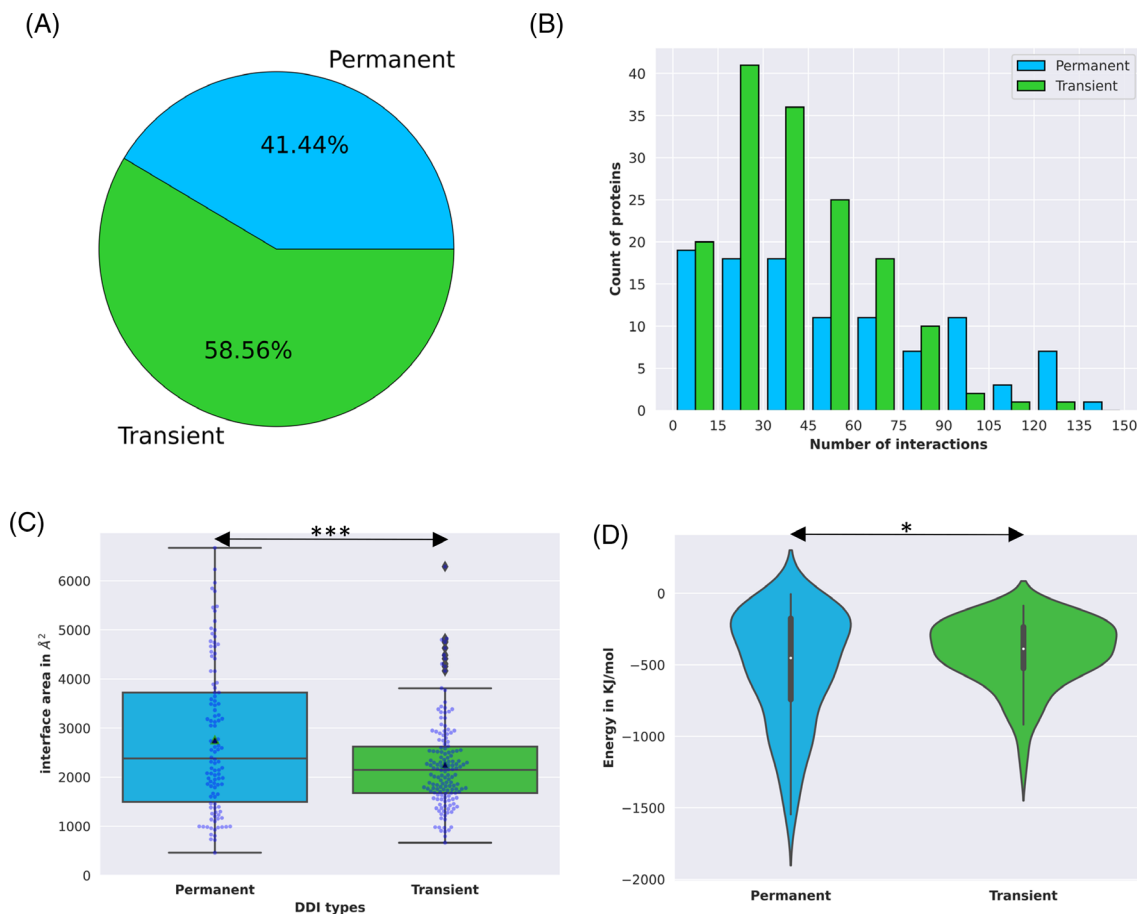 (A)
Permanent
41.44%
58.56%
Transient
(B)
Permanent
Transient
Count of proteins
40
35
30
25
20
15
10
5
0
0 15 30 45 60 75 90 105 120 135 150
Number of interactions
(C)
***
interface area in Å²
6000
5000
4000
3000
2000
1000
0
Permanent Transient
DDI types
(D)
*
Energy in KJ/mol
0
−500
−1000
−1500
−2000
Permanent Transient